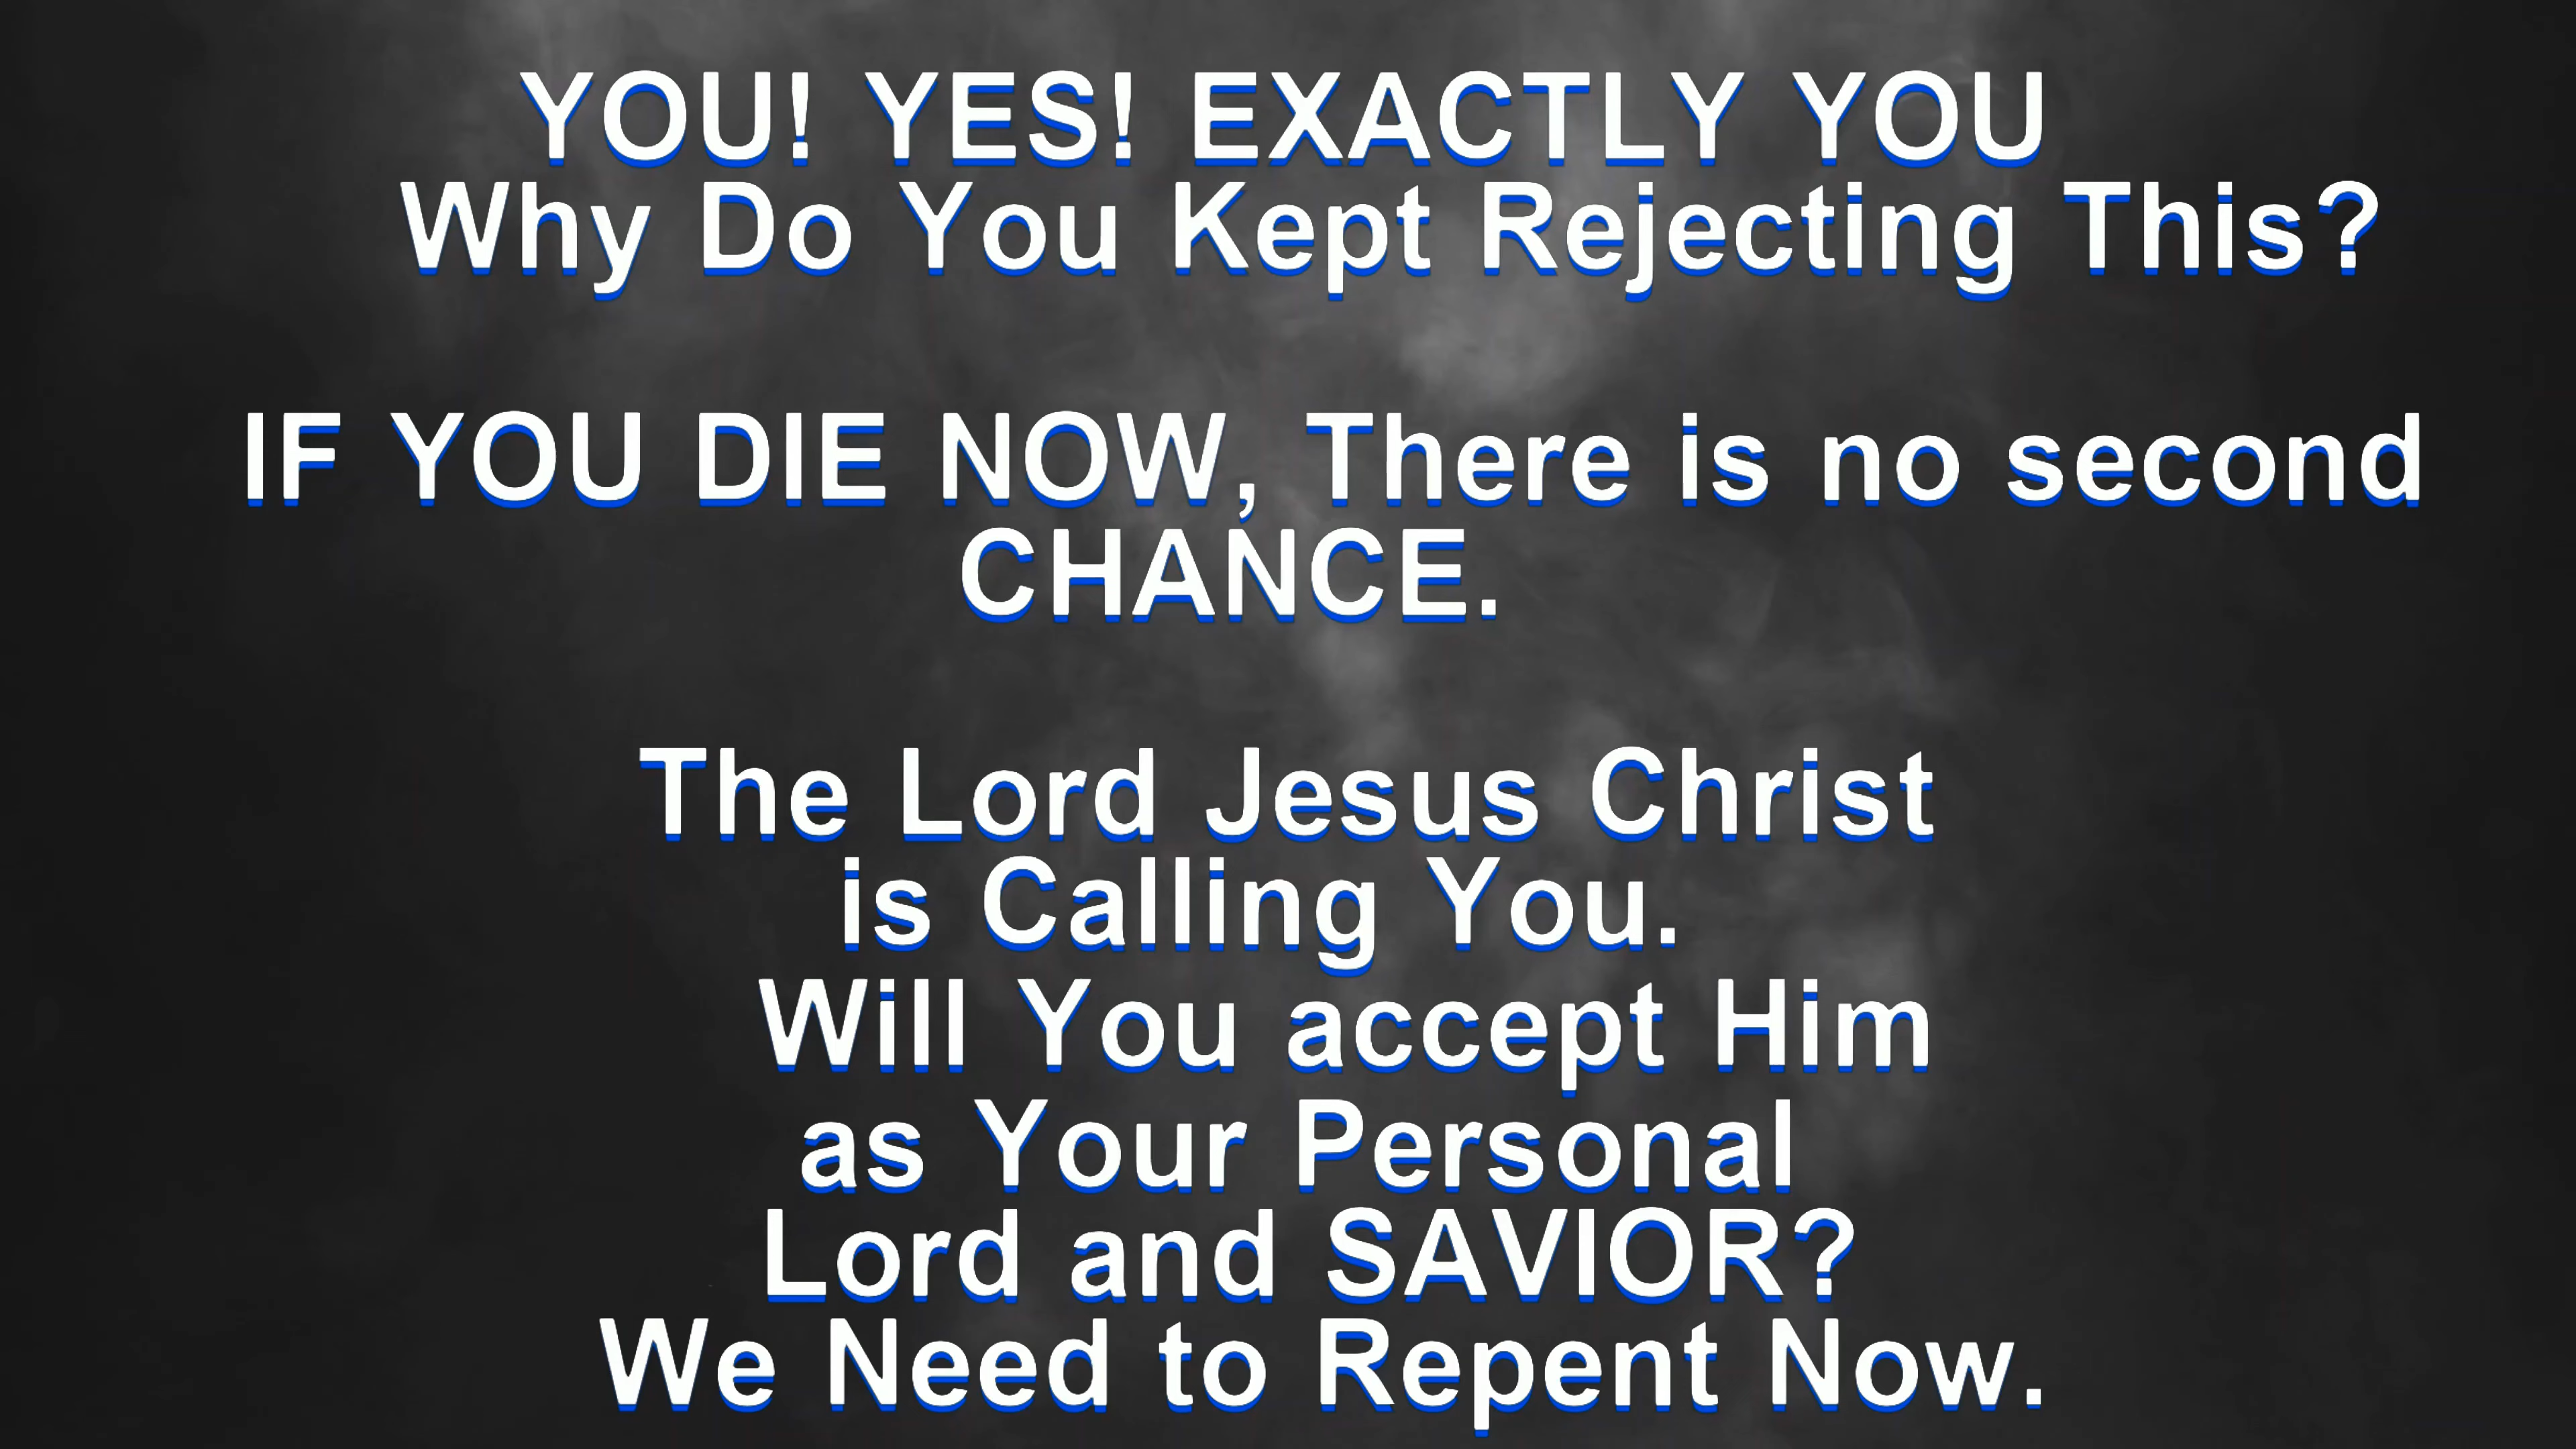 YOU! YES! EXACTLY YOU
Why Do You Kept Rejecting This?
IF YOU DIE NOW, There is no second
CHANCE.
The Lord Jesus Christ
is Calling You.
Will You accept Him
as Your Personal
Lord and SAVIOR?
We Need to Repent Now.